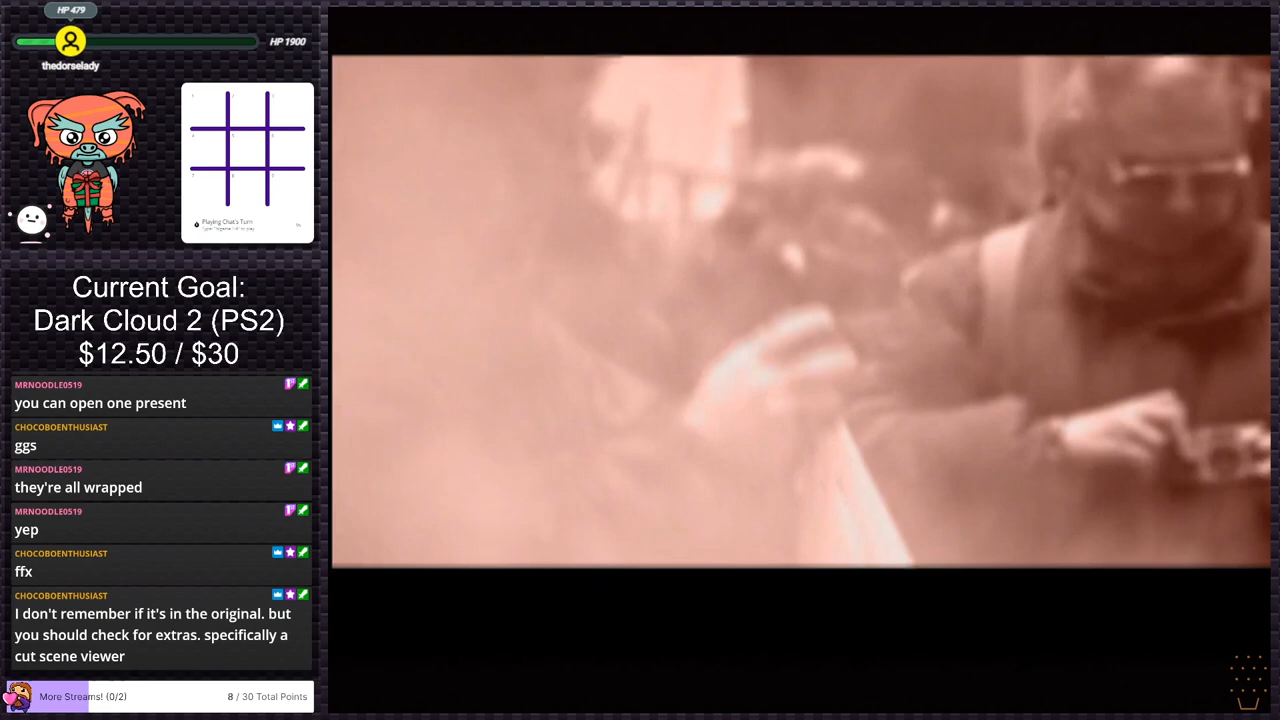 HP 479
HP 1900
thedorselady
Playing Chat's Turn
Current Goal:
Dark Cloud 2 (PS2)
$12.50 / $30
MRNOODLE0519
you can open one present
CHOCOBOENTHUSIAST
ggs
MRNOODLE0519
they're all wrapped
MRNOODLE0519
yep
CHOCOBOENTHUSIAST
ffx
CHOCOBOENTHUSIAST
I don't remember if it's in the original. but
you should check for extras. specifically a
cut scene viewer
More Streams! (0/2)
8 / 30 Total Points